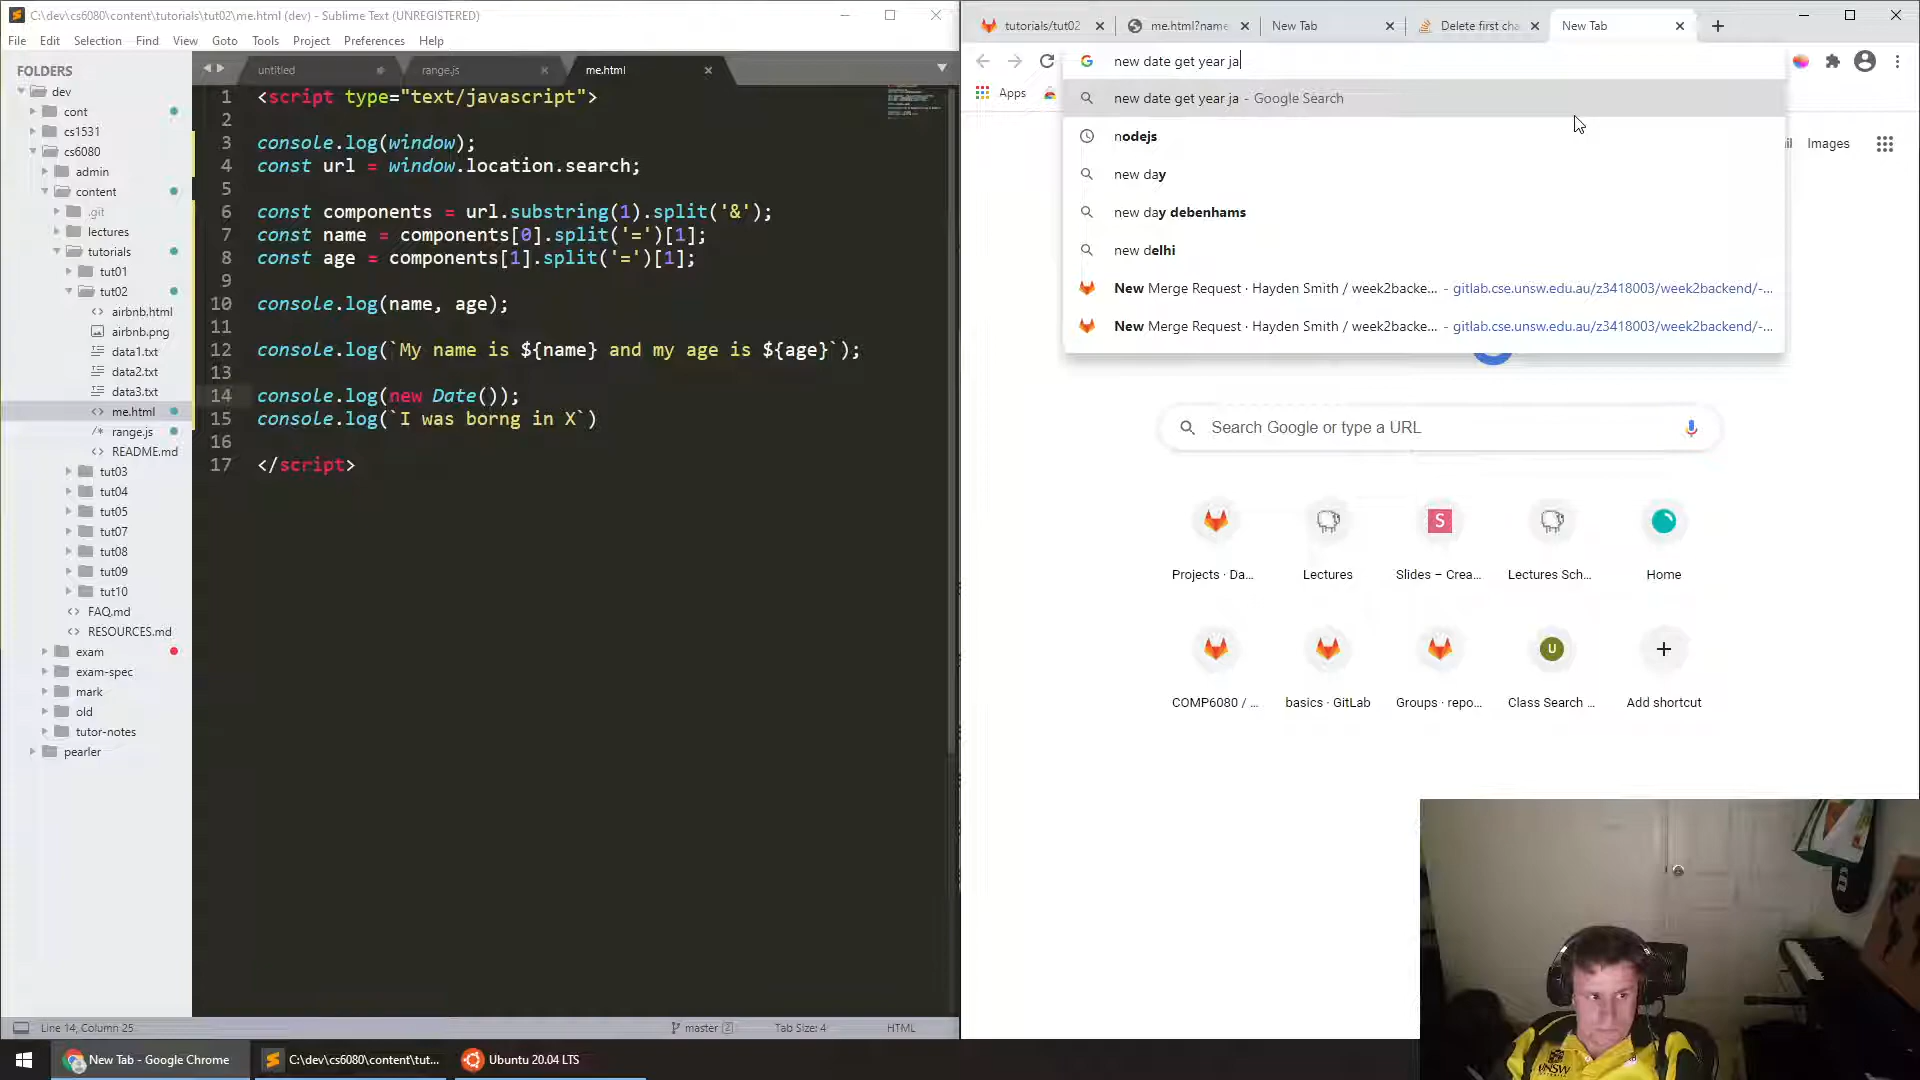 C:\dev\cs6080\content\tutorials\tut02\me.html (dev) - Sublime Text (UNREGISTERED)
File Edit Selection Find View Goto Tools Project Preferences Help
FOLDERS
dev
cont
cs1531
cs6080
admin
content
.git
lectures
tutorials
tut01
tut02
airbnb.html
airbnb.png
data1.txt
data2.txt
data3.txt
me.html
range.js
README.md
tut03
tut04
tut05
tut07
tut08
tut09
tut10
FAQ.md
RESOURCES.md
exam
exam-spec
mark
old
tutor-notes
pearler
untitled range.js me.html
1 <script type="text/javascript">
2
3 console.log(window);
4 const url = window.location.search;
5
6 const components = url.substring(1).split('&');
7 const name = components[0].split('=')[1];
8 const age = components[1].split('=')[1];
9
10 console.log(name, age);
11
12 console.log(`My name is ${name} and my age is ${age}`);
13
14 console.log(new Date());
15 console.log(`I was borng in X`)
16
17 </script>
Line 14, Column 25 master 2 Tab Size: 4 HTML
tutorials/tut02 me.html?name New Tab Delete first cha New Tab
new date get year ja
Apps
new date get year ja - Google Search
nodejs
new day
new day debenhams
new delhi
New Merge Request · Hayden Smith / week2backe... - gitlab.cse.unsw.edu.au/z3418003/week2backend/-...
New Merge Request · Hayden Smith / week2backe... - gitlab.cse.unsw.edu.au/z3418003/week2backend/-...
il Images
Search Google or type a URL
S
Projects · Da... Lectures Slides – Crea... Lectures Sch... Home
U
COMP6080 / ... basics · GitLab Groups · repo... Class Search ... Add shortcut
UNSW
New Tab - Google Chrome C:\dev\cs6080\content\tut... Ubuntu 20.04 LTS